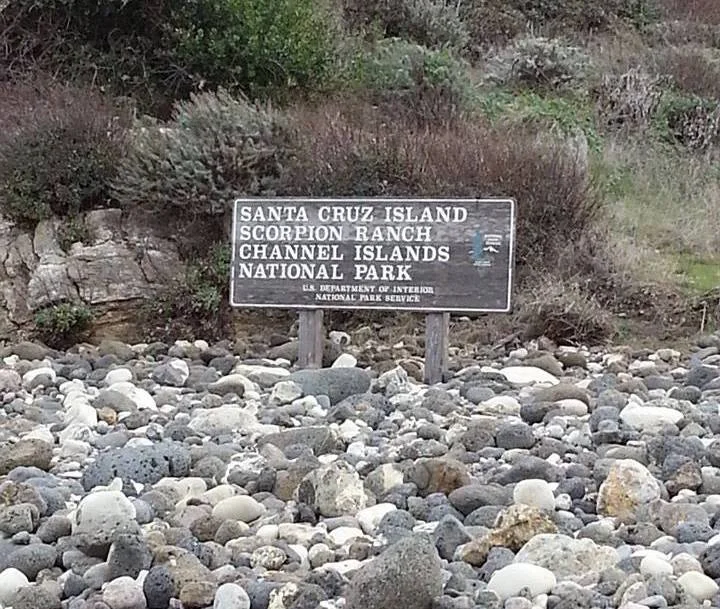 SANTA CRUZ ISLAND
SCORPION RANCH
CHANNEL ISLANDS
NATIONAL PARK
U.S. DEPARTMENT OF INTERIOR
NATIONAL PARK SERVICE